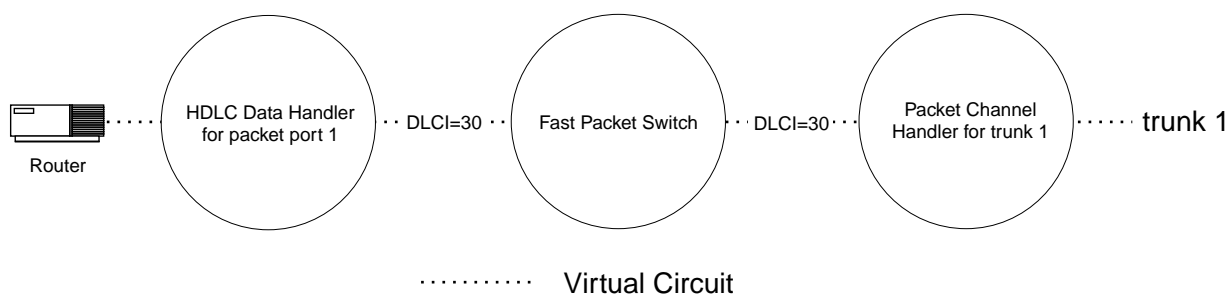 HDLC Data Handler
for packet port 1
DLCI=30
Fast Packet Switch
DLCI=30
Packet Channel
Handler for trunk 1
trunk 1
Router
Virtual Circuit